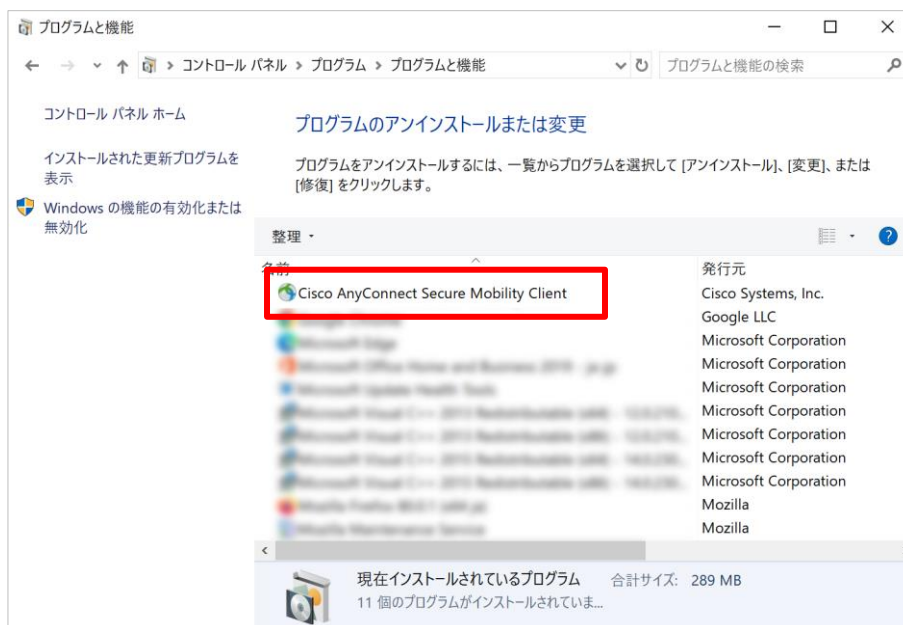 プログラムと機能
コントロール パネル > プログラム > プログラムと機能
プログラムと機能の検索
コントロール パネル ホーム
インストールされた更新プログラムを
表示
Windows の機能の有効化または
無効化
プログラムのアンインストールまたは変更
プログラムをアンインストールするには、一覧からプログラムを選択して [アンインストール]、[変更]、または
[修復] をクリックします。
整理
名前 発行元
Cisco AnyConnect Secure Mobility Client Cisco Systems, Inc.
Google LLC
Microsoft Corporation
Microsoft Corporation
Microsoft Corporation
Microsoft Corporation
Microsoft Corporation
Microsoft Corporation
Microsoft Corporation
Mozilla
Mozilla
現在インストールされているプログラム 合計サイズ: 289 MB
11 個のプログラムがインストールされていま...